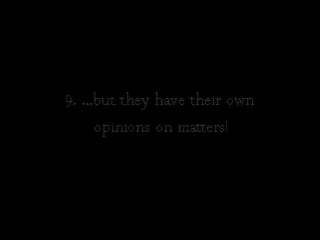 9. ...but they have their own
opinions on matters!